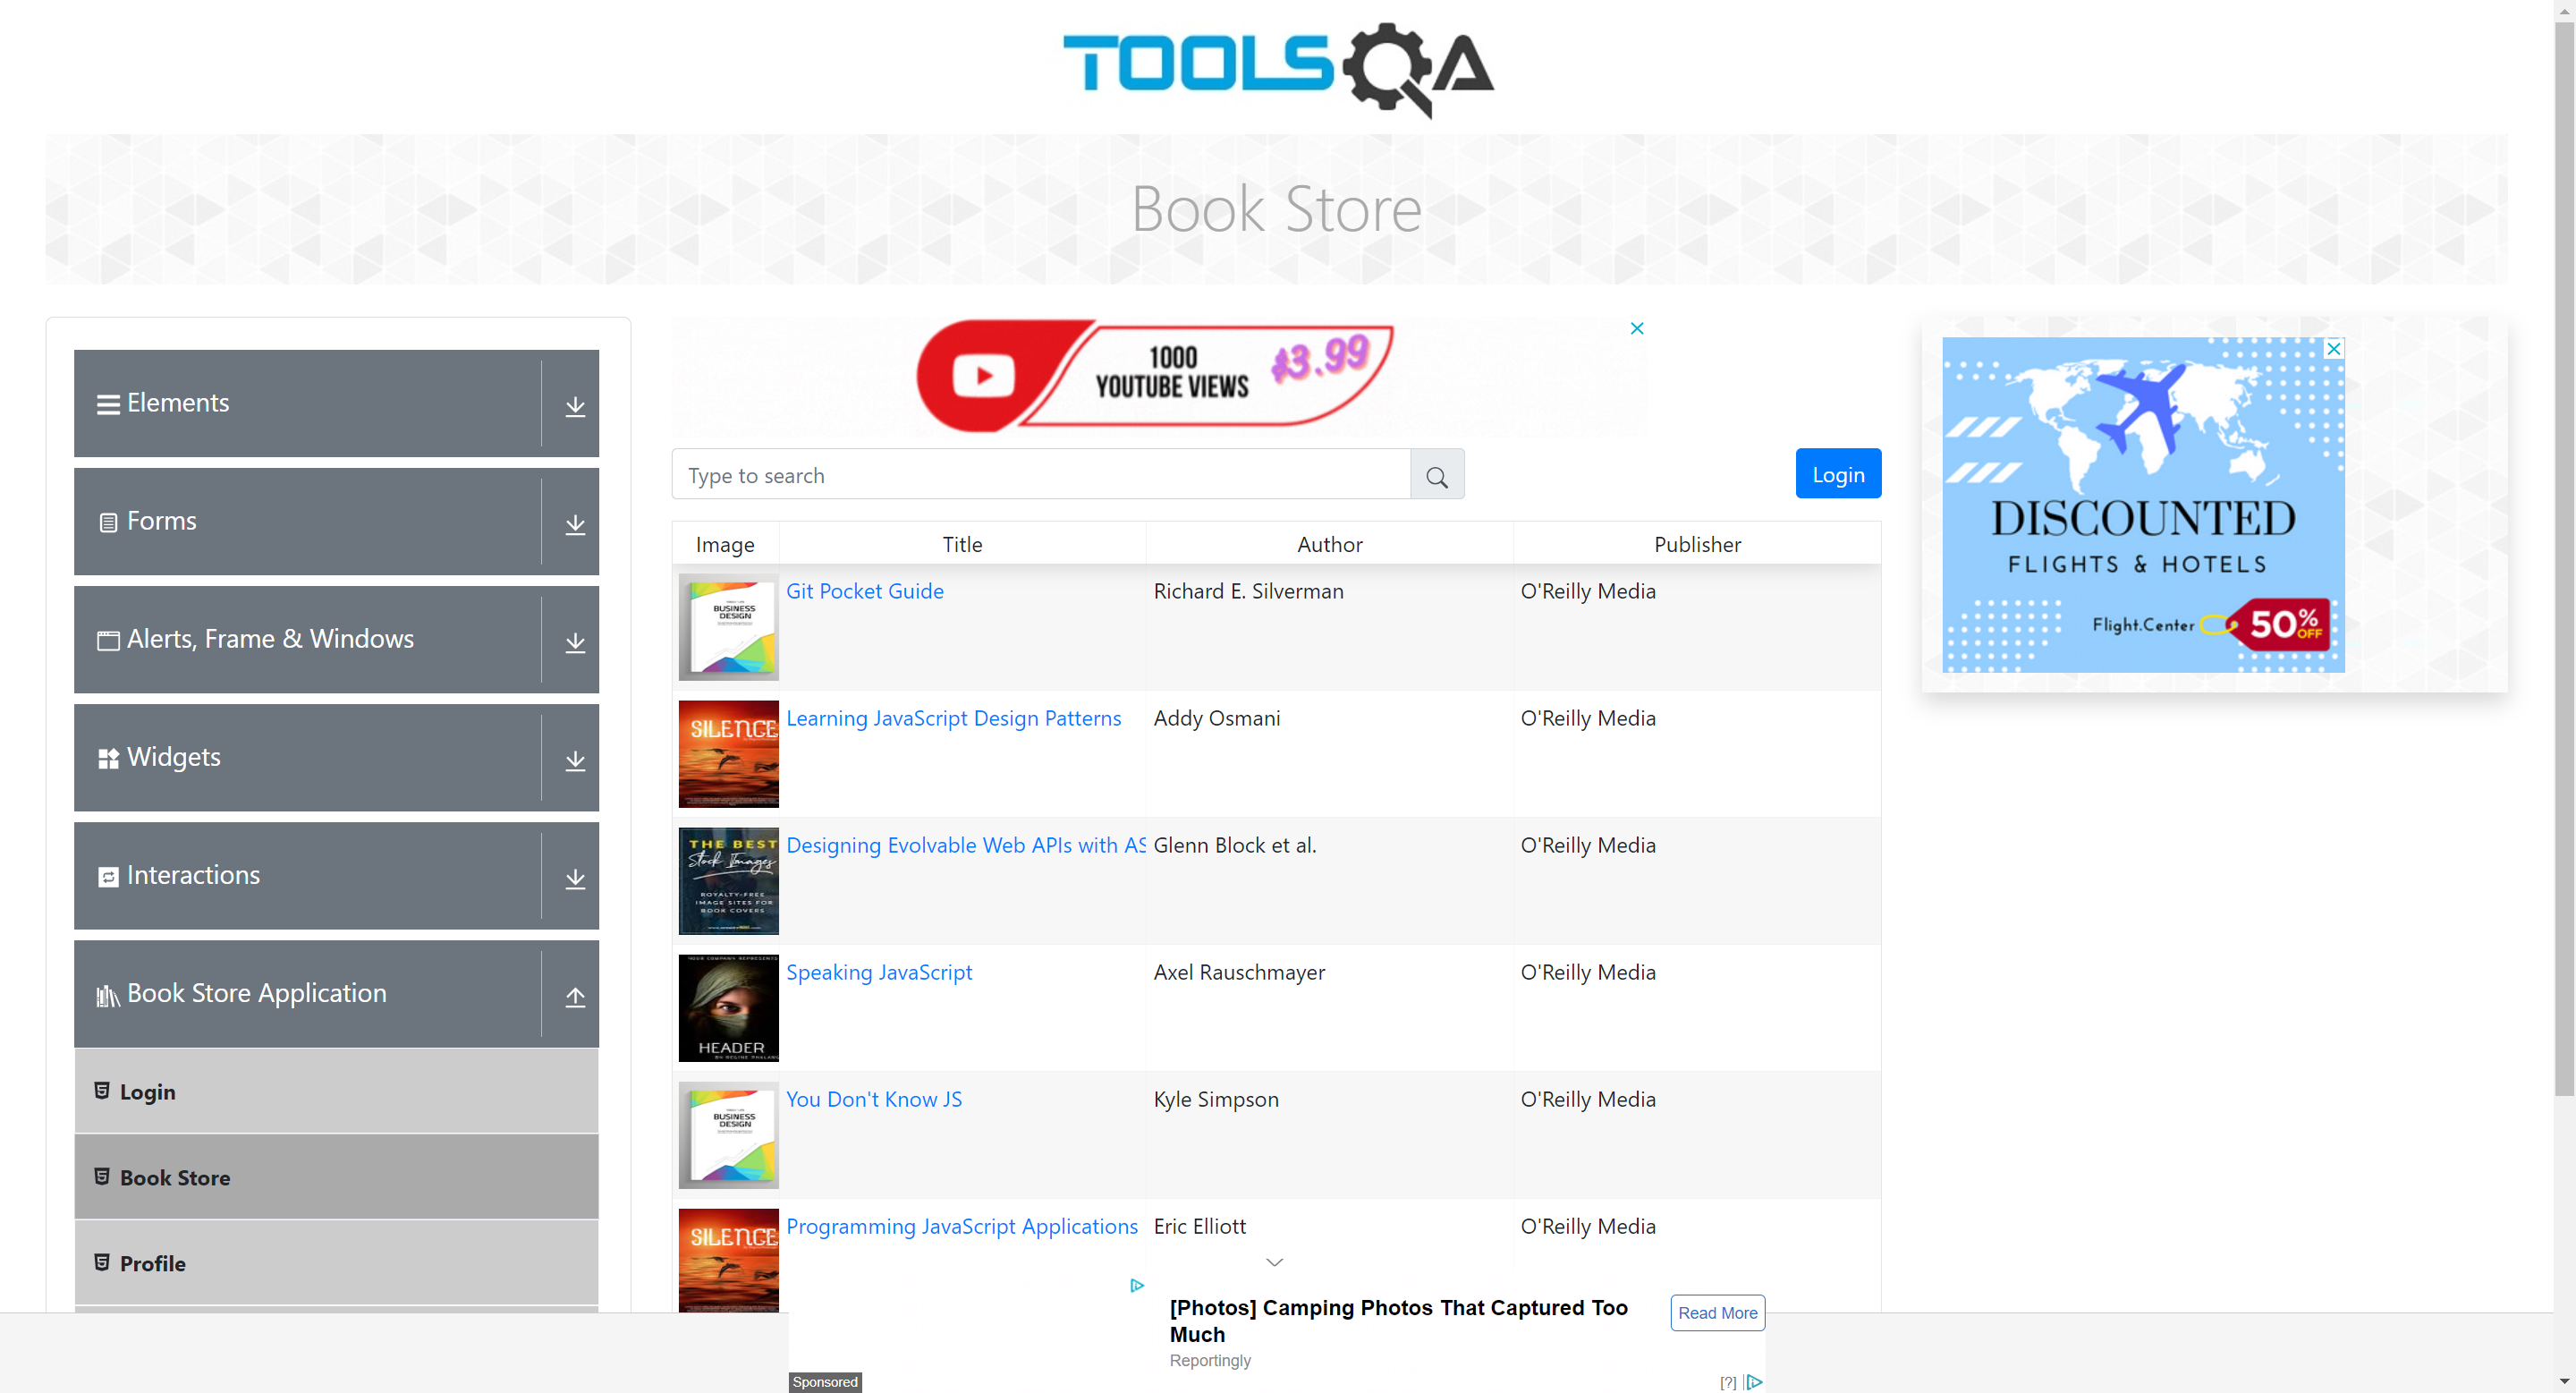 TOOLSQA
Book Store
Elements
Forms
Alerts, Frame & Windows
Widgets
Interactions
Book Store Application
Login
Book Store
Profile
1000
YOUTUBE VIEWS
$3.99
Type to search
Login
Image Title Author Publisher
BUSINESS
DESIGN
Git Pocket Guide Richard E. Silverman O'Reilly Media
SILENCE
Learning JavaScript Design Patterns Addy Osmani O'Reilly Media
THE BEST
Stock Images
ROYALTY-FREE
IMAGE SITES FOR
BOOK COVERS
Designing Evolvable Web APIs with AS Glenn Block et al. O'Reilly Media
YOUR COMPANY REPRESENTS
HEADER
Speaking JavaScript Axel Rauschmayer O'Reilly Media
BUSINESS
DESIGN
You Don't Know JS Kyle Simpson O'Reilly Media
SILENCE
Programming JavaScript Applications Eric Elliott O'Reilly Media
DISCOUNTED
FLIGHTS & HOTELS
Flight.Center
50% OFF
[Photos] Camping Photos That Captured Too
Much
Reportingly
Read More
Sponsored
[?]